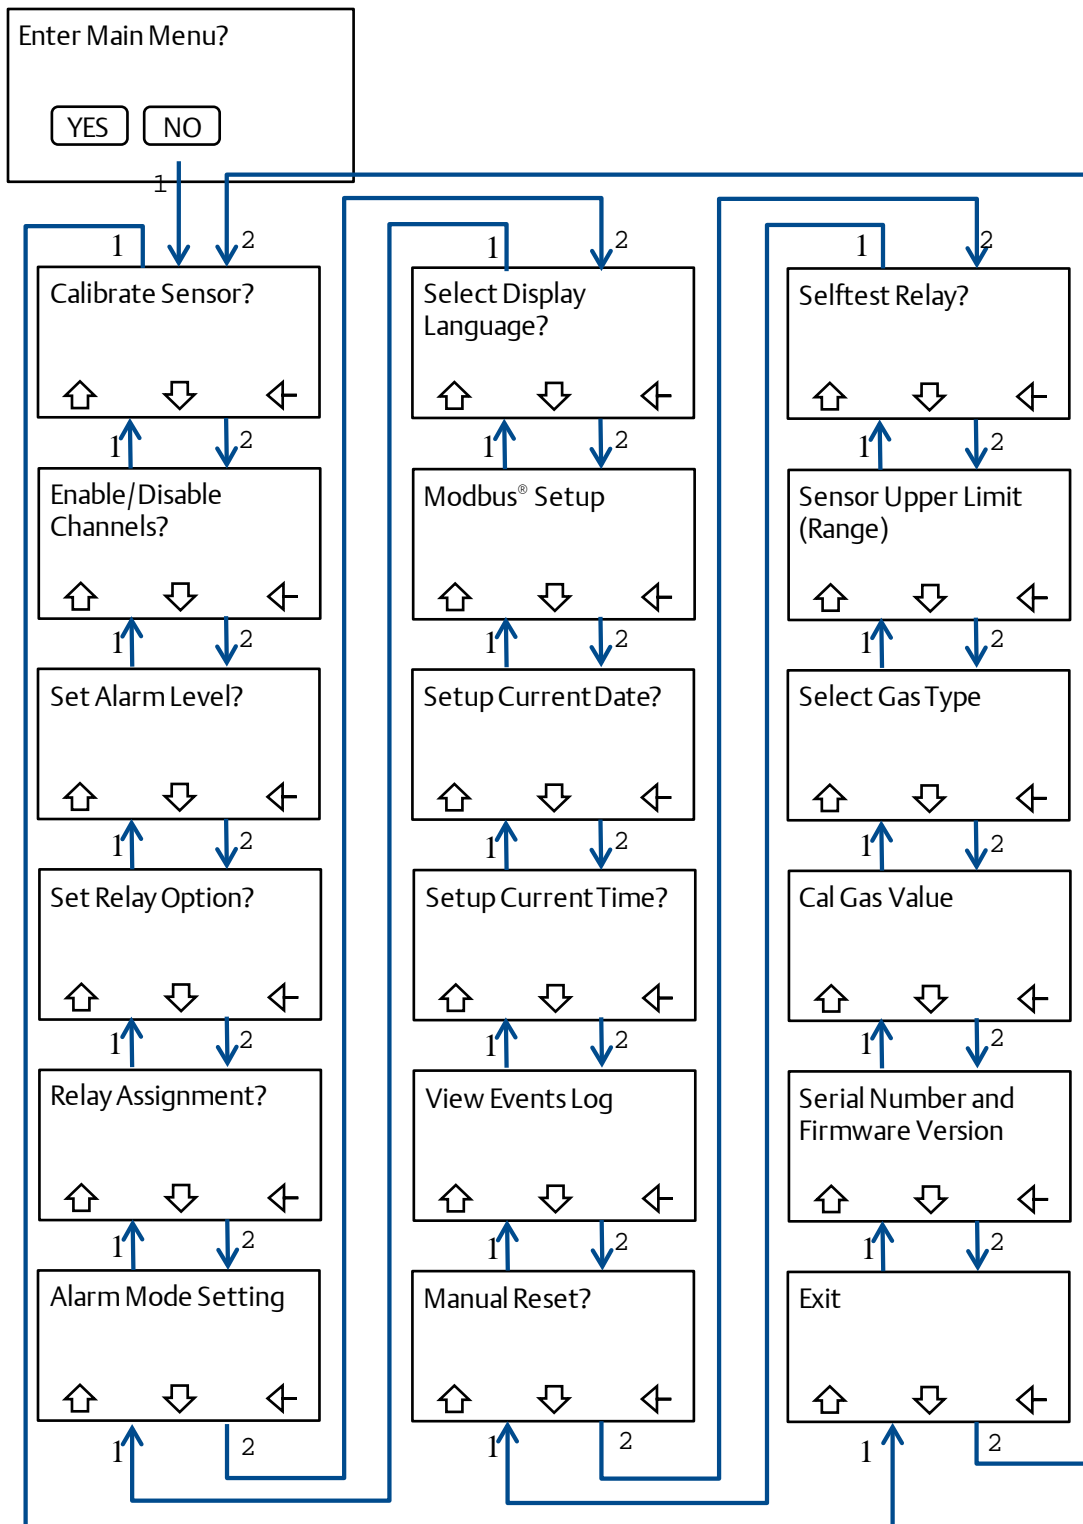 Enter Main Menu?
YES NO
1
1 2
Calibrate Sensor?
1 2
Enable/Disable
Channels?
1 2
Set Alarm Level?
1 2
Set Relay Option?
1 2
Relay Assignment?
1 2
Alarm Mode Setting
1 2
1 2
Select Display
Language?
1 2
Modbus® Setup
1 2
Setup Current Date?
1 2
Setup Current Time?
1 2
View Events Log
1 2
Manual Reset?
1 2
1 2
Selftest Relay?
1 2
Sensor Upper Limit
(Range)
1 2
Select Gas Type
1 2
Cal Gas Value
1 2
Serial Number and
Firmware Version
1 2
Exit
1 2